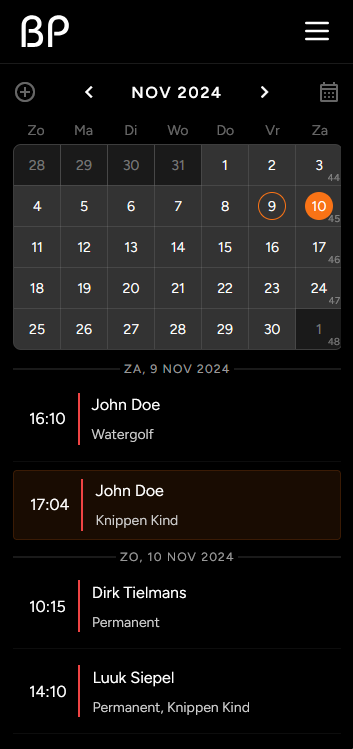 BP
NOV 2024
Zo Ma Di Wo Do Vr Za
28 29 30 31 1 2 3 44
4 5 6 7 8 9 10 45
11 12 13 14 15 16 17 46
18 19 20 21 22 23 24 47
25 26 27 28 29 30 1 48
ZA, 9 NOV 2024
16:10 John Doe
Watergolf
17:04 John Doe
Knippen Kind
ZO, 10 NOV 2024
10:15 Dirk Tielmans
Permanent
14:10 Luuk Siepel
Permanent, Knippen Kind